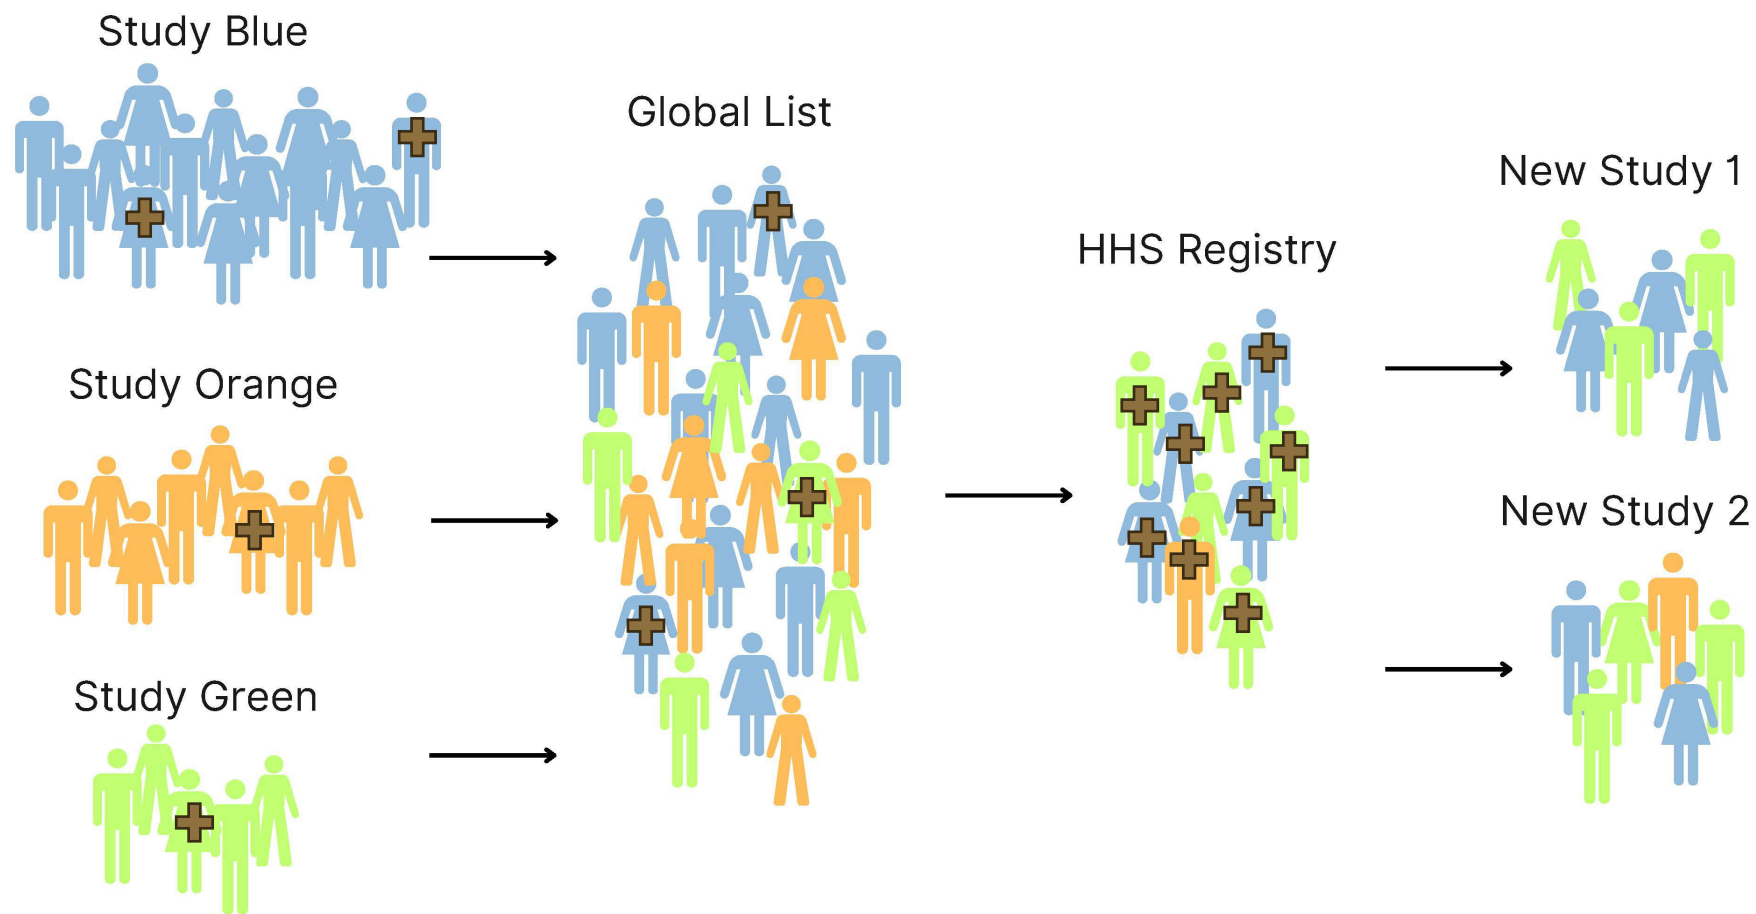 Study Blue
Global List
New Study 1
HHS Registry
Study Orange
New Study 2
Study Green